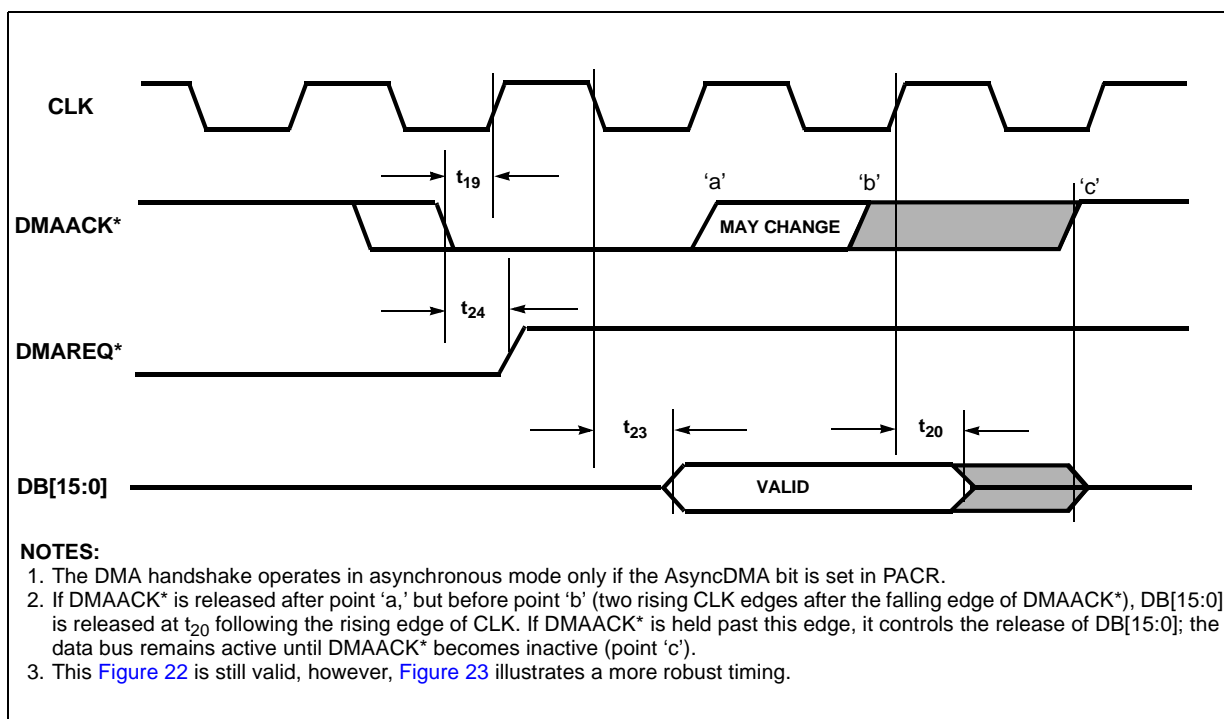 CLK
t19
'a'
'b'
'c'
DMAACK*
MAY CHANGE
t24
DMAREQ*
t23
t20
DB[15:0]
VALID
NOTES:
1. The DMA handshake operates in asynchronous mode only if the AsyncDMA bit is set in PACR.
2. If DMAACK* is released after point ‘a,’ but before point ‘b’ (two rising CLK edges after the falling edge of DMAACK*), DB[15:0]
is released at t20 following the rising edge of CLK. If DMAACK* is held past this edge, it controls the release of DB[15:0]; the
data bus remains active until DMAACK* becomes inactive (point ‘c’).
3. This Figure 22 is still valid, however, Figure 23 illustrates a more robust timing.